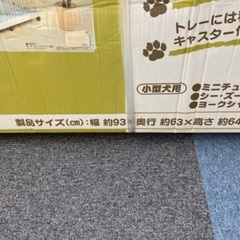 トレーには
キャスター付
小型犬用
●ミニチュ
●シー・ズー
●ヨークシャ
製品サイズ(cm):幅 約93×奥行 約63×高さ 約6